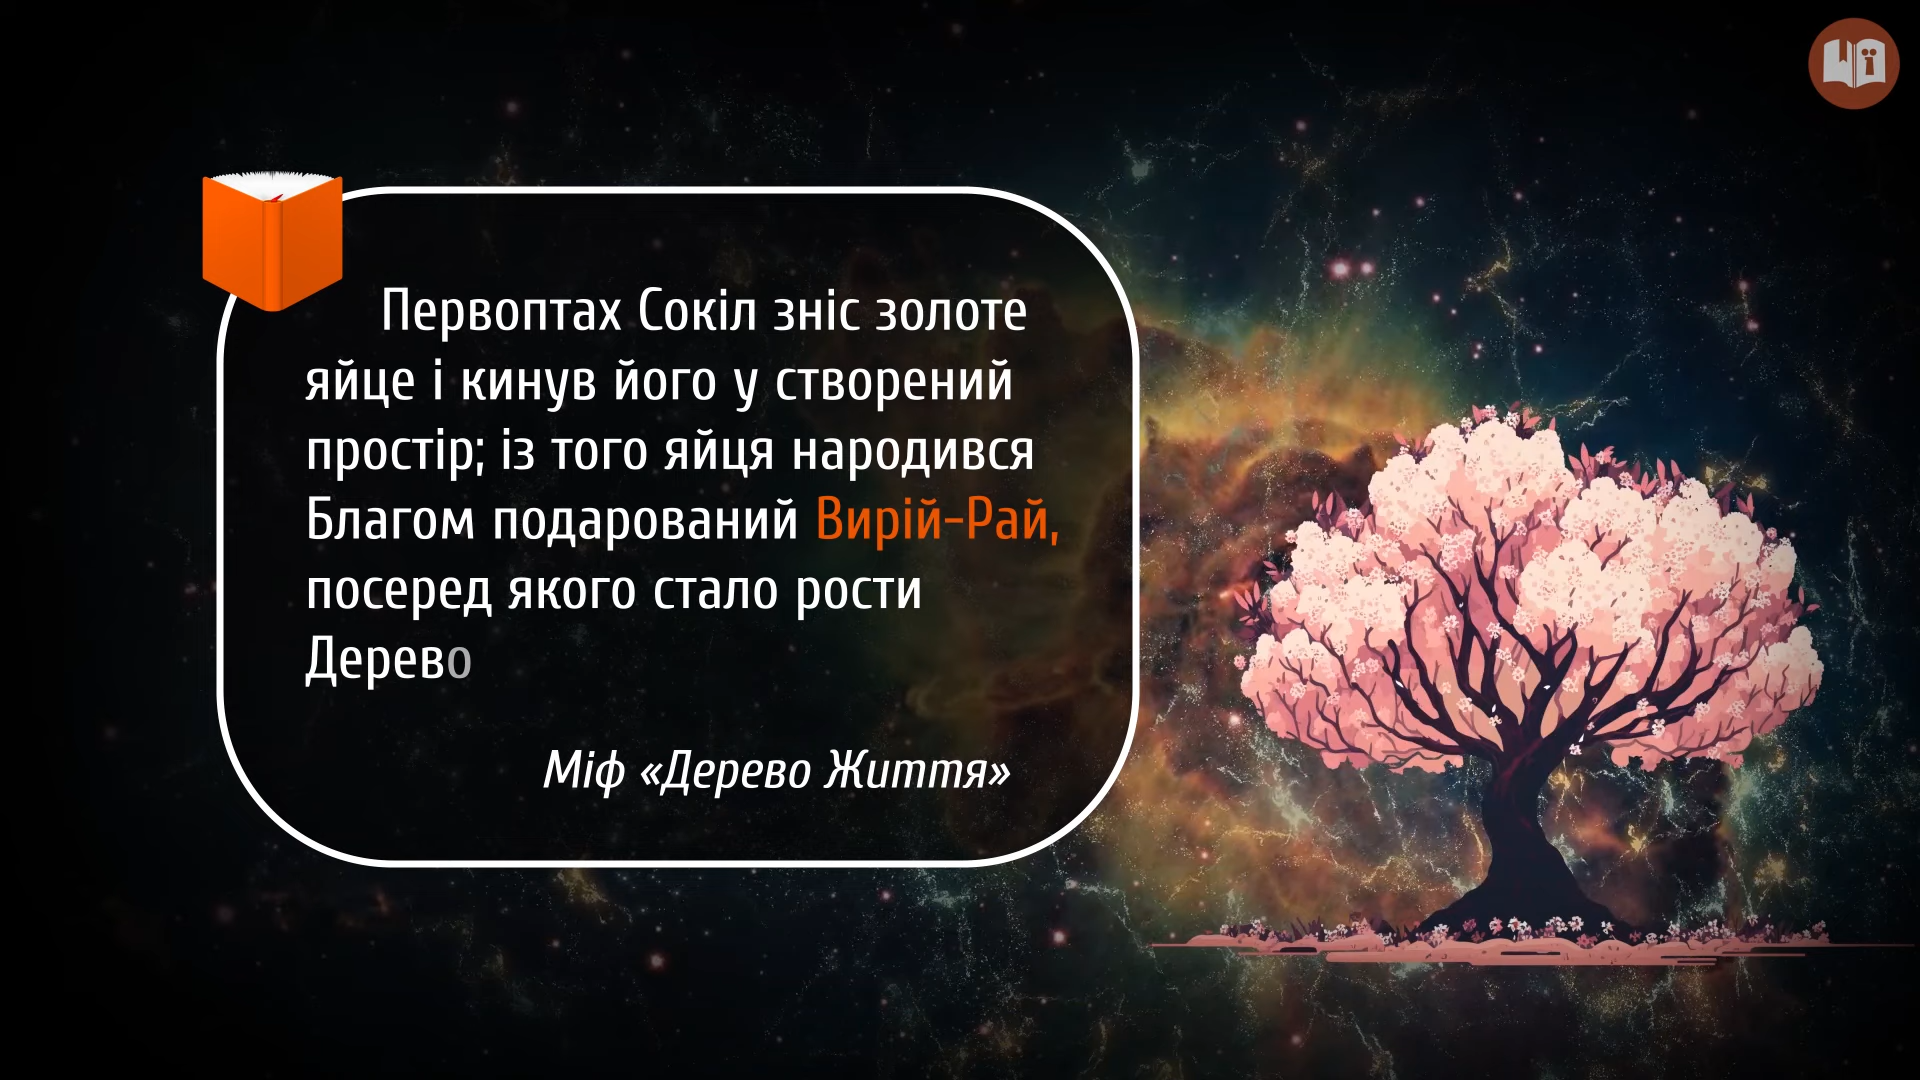 Первоптах Сокіл зніс золоте
яйце і кинув його у створений
простір; із того яйця народився
Благом подарований Вирій-Рай,
посеред якого стало рости
Дерево
Міф «Дерево Життя»